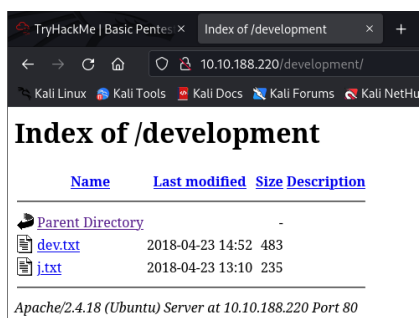 TryHackMe | Basic Pentes × Index of /development × +
10.10.188.220/development/
Kali Linux Kali Tools Kali Docs Kali Forums Kali NetHu
Index of /development
Name Last modified Size Description
Parent Directory -
dev.txt 2018-04-23 14:52 483
j.txt 2018-04-23 13:10 235
Apache/2.4.18 (Ubuntu) Server at 10.10.188.220 Port 80